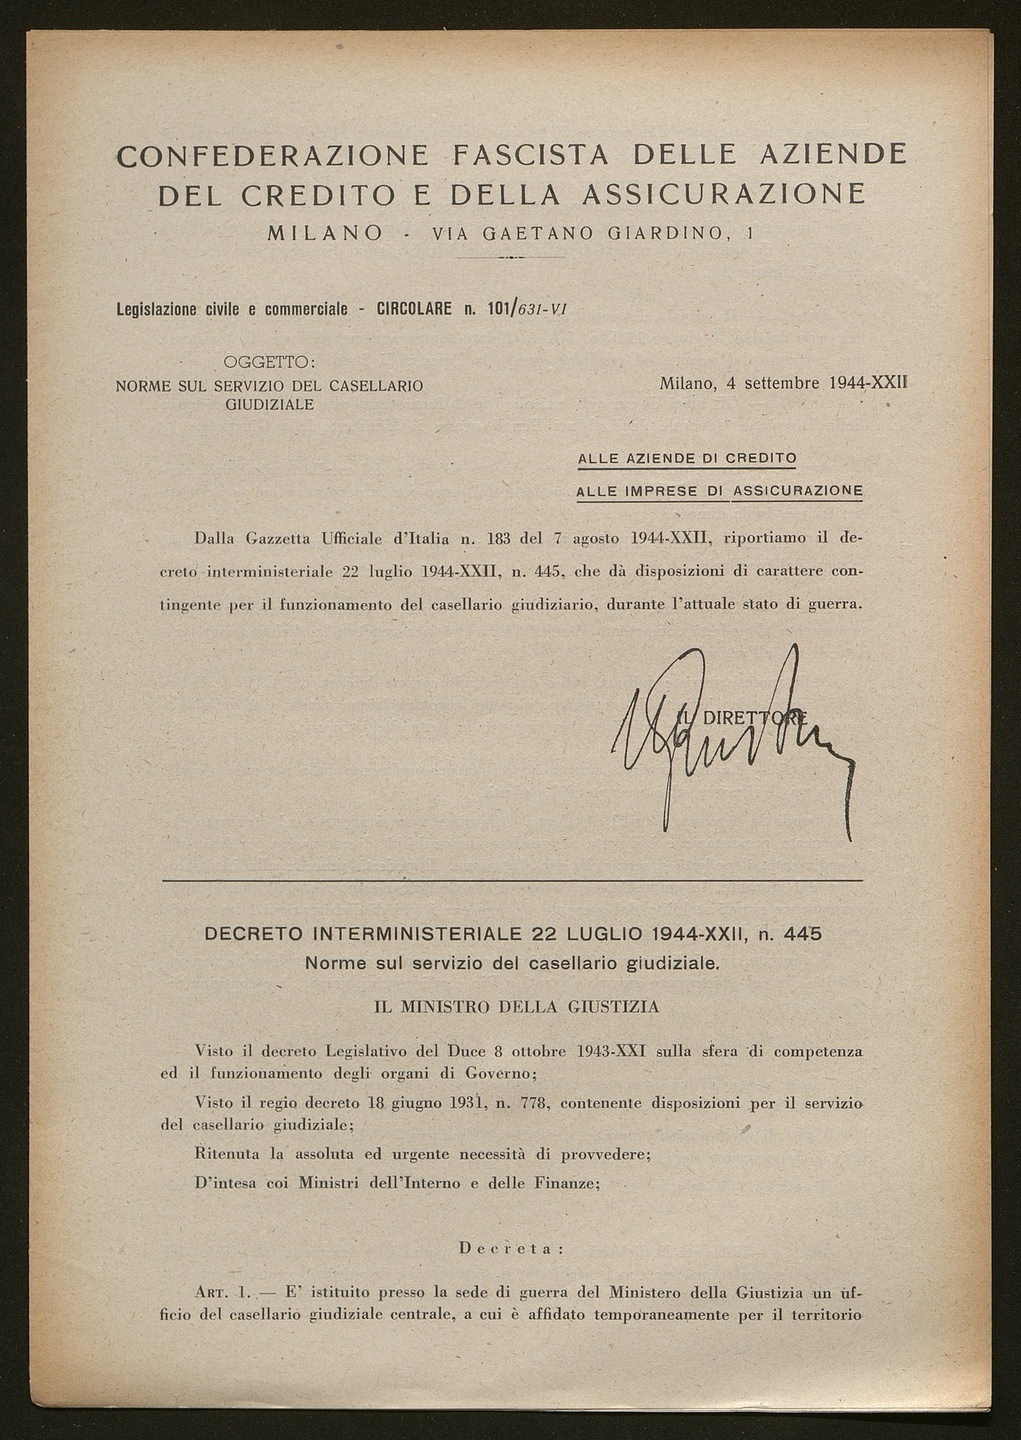 CONFEDERAZIONE FASCISTA DELLE AZIENDE
DEL CREDITO E DELLA ASSICURAZIONE
MILANO - VIA GAETANO GIARDINO, 1
Legislazione civile e commerciale - CIRCOLARE n. 101/631-VI
OGGETTO:
NORME SUL SERVIZIO DEL CASELLARIO
GIUDIZIALE
Milano, 4 settembre 1944-XXII
ALLE AZIENDE DI CREDITO
ALLE IMPRESE DI ASSICURAZIONE
Dalla Gazzetta Ufficiale d'Italia n. 183 del 7 agosto 1944-XXII, riportiamo il de-
creto interministeriale 22 luglio 1944-XXII, n. 445, che dà disposizioni di carattere con-
tingente per il funzionamento del casellario giudiziario, durante l'attuale stato di guerra.
IL DIRETTORE
DECRETO INTERMINISTERIALE 22 LUGLIO 1944-XXII, n. 445
Norme sul servizio del casellario giudiziale.
IL MINISTRO DELLA GIUSTIZIA
Visto il decreto Legislativo del Duce 8 ottobre 1943-XXI sulla sfera di competenza
ed il funzionamento degli organi di Governo;
Visto il regio decreto 18 giugno 1931, n. 778, contenente disposizioni per il servizio
del casellario giudiziale;
Ritenuta la assoluta ed urgente necessità di provvedere;
D'intesa coi Ministri dell'Interno e delle Finanze;
Decreta:
ART. 1. — E' istituito presso la sede di guerra del Ministero della Giustizia un uf-
ficio del casellario giudiziale centrale, a cui è affidato temporaneamente per il territorio